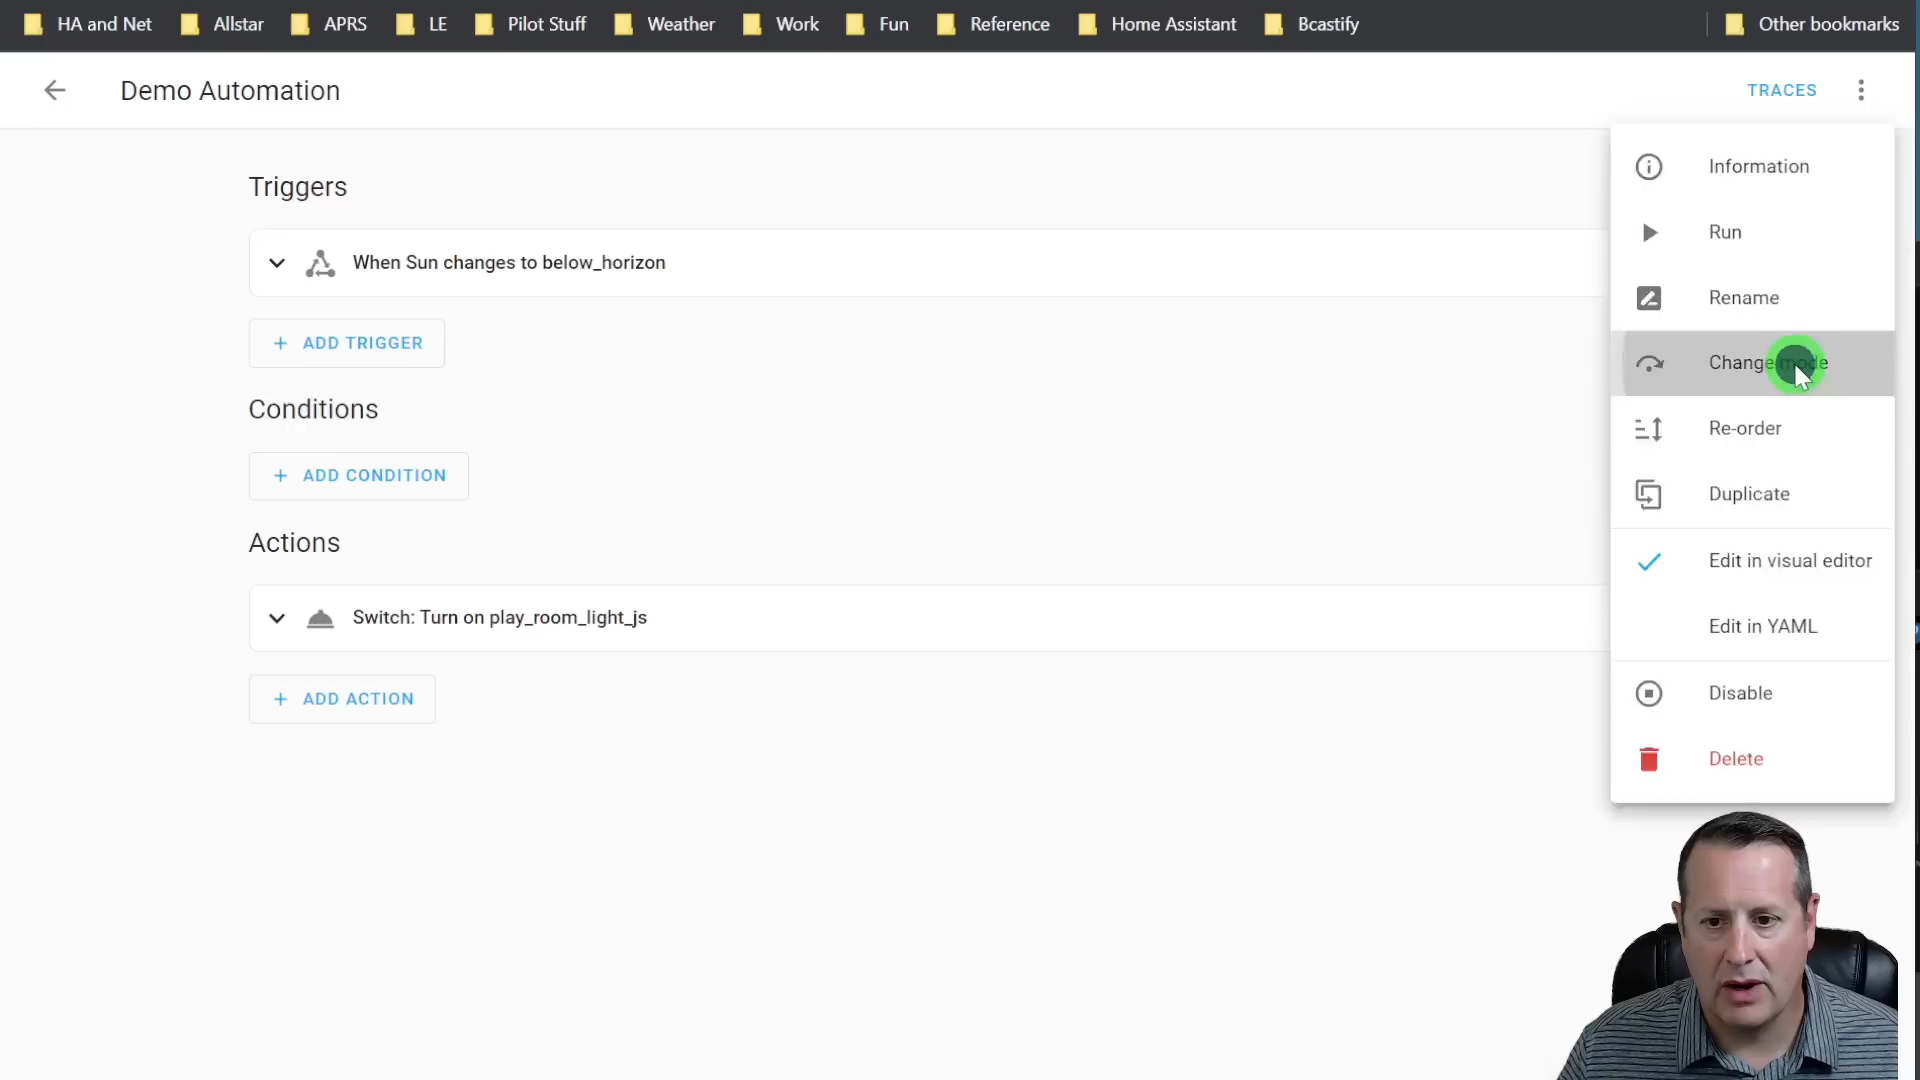 HA and Net Allstar APRS LE Pilot Stuff Weather Work Fun Reference Home Assistant Bcastify Other bookmarks
Demo Automation TRACES
Triggers
When Sun changes to below_horizon
+ ADD TRIGGER
Conditions
+ ADD CONDITION
Actions
Switch: Turn on play_room_light_js
+ ADD ACTION
Information
Run
Rename
Change mode
Re-order
Duplicate
Edit in visual editor
Edit in YAML
Disable
Delete